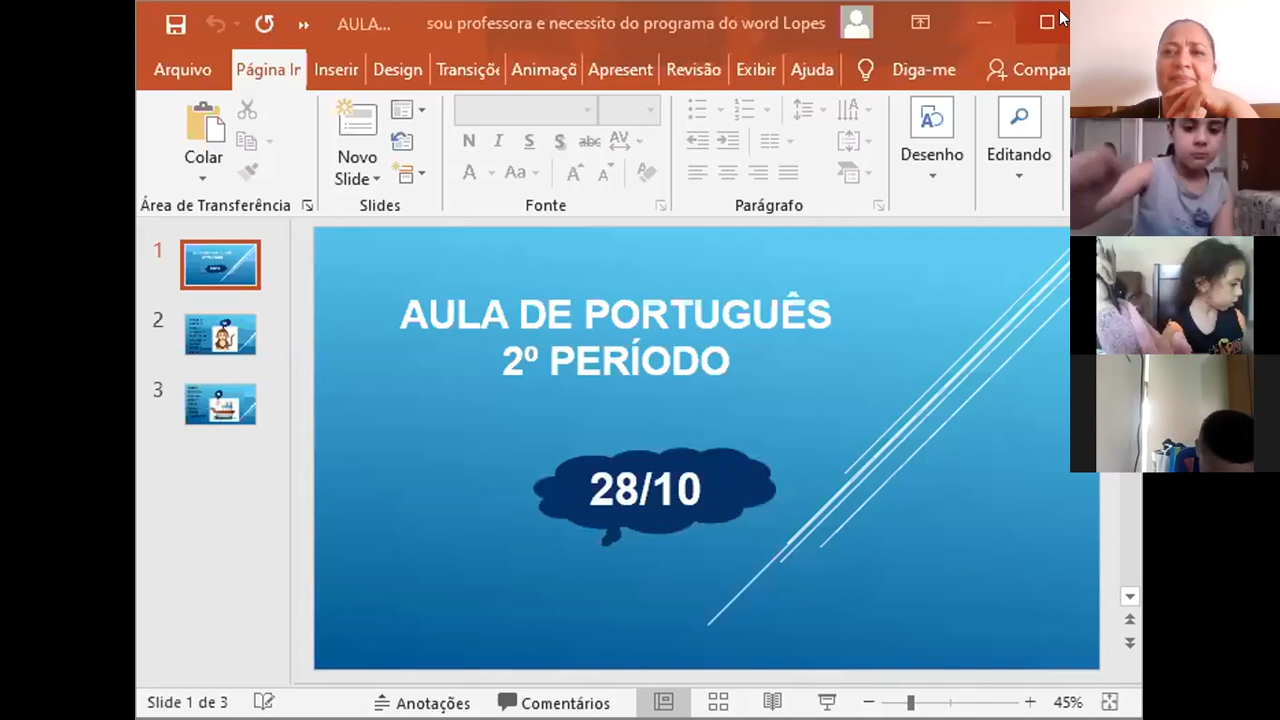 AULA...
sou professora e necessito do programa do word Lopes
Arquivo
Página Ir
Inserir
Design
Transiçõe
Animaçõ
Apresent
Revisão
Exibir
Ajuda
Diga-me
Compar
Colar
Novo
Slide
N I S S abc AV
A Aa A A
Desenho
Editando
Área de Transferência
Slides
Fonte
Parágrafo
1
2
3
AULA DE PORTUGUÊS
2º PERÍODO
28/10
Slide 1 de 3
Anotações
Comentários
45%